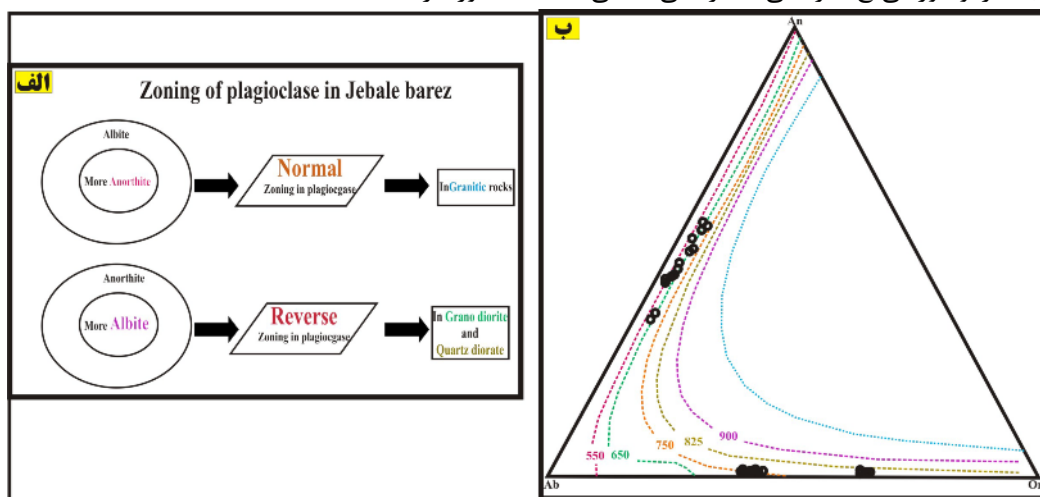 الف
Zoning of plagioclase in Jebale barez
Albite
More Anorthite
Normal
Zoning in plagiocgase
InGranitic rocks
Anorthite
More Albite
Reverse
Zoning in plagiocgase
In Grano diorite
and
Quartz diorate
ب
An
900
825
750
650
550
Ab
Or